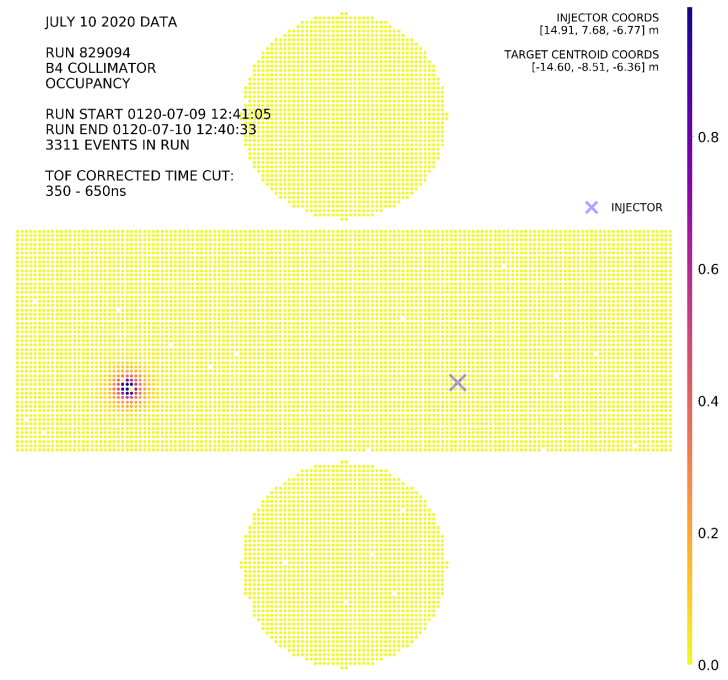 JULY 10 2020 DATA
RUN 829094
B4 COLLIMATOR
OCCUPANCY
RUN START 0120-07-09 12:41:05
RUN END 0120-07-10 12:40:33
3311 EVENTS IN RUN
TOF CORRECTED TIME CUT:
350 - 650ns
INJECTOR COORDS
[14.91, 7.68, -6.77] m
TARGET CENTROID COORDS
[-14.60, -8.51, -6.36] m
INJECTOR
0.8
0.6
0.4
0.2
0.0